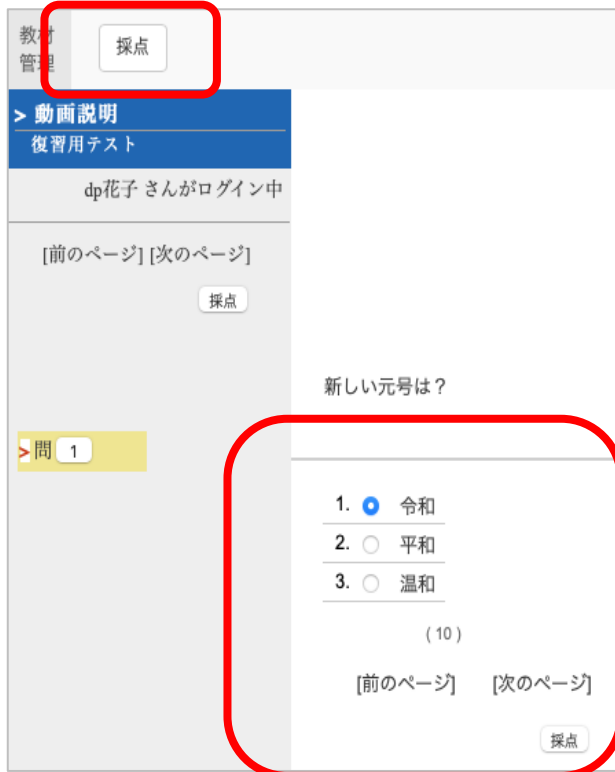 教材
管理
採点
> 動画説明
復習用テスト
dp花子 さんがログイン中
[前のページ] [次のページ]
採点
新しい元号は？
>問 1
1. 令和
2. 平和
3. 温和
( 10 )
[前のページ] [次のページ]
採点